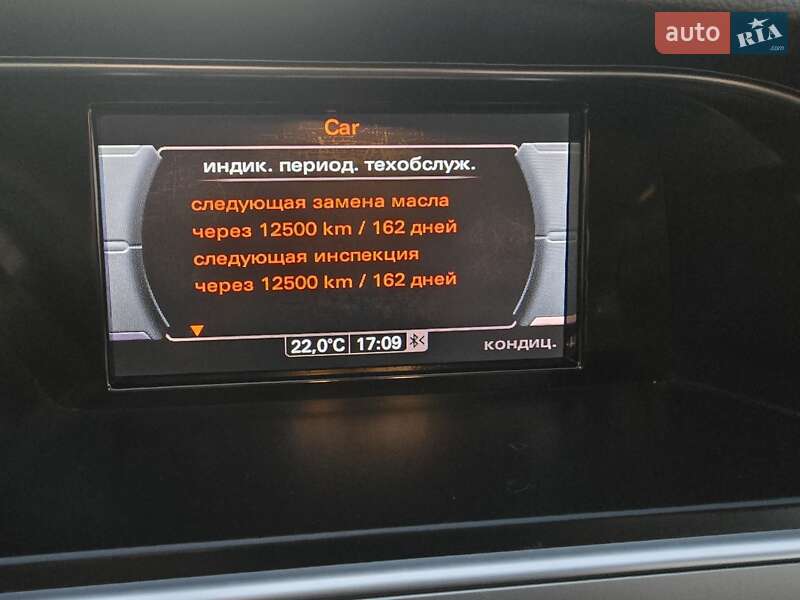 auto RIA .com
Car
индик. период. техобслуж.
следующая замена масла
через 12500 km / 162 дней
следующая инспекция
через 12500 km / 162 дней
22,0°C 17:09
кондиц.